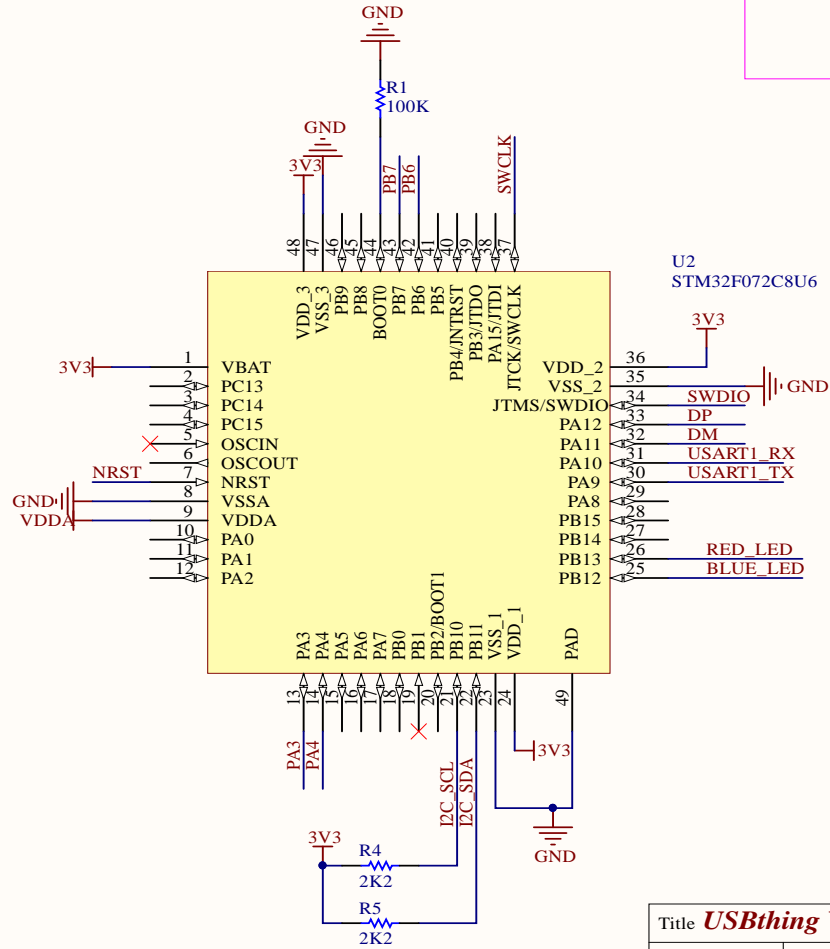 GND
R1
100K
GND
3V3
PB7
PB6
SWCLK
48
47
46
45
44
43
42
41
40
39
38
37
VDD_3
VSS_3
PB9
PB8
BOOT0
PB7
PB6
PB5
PB4/JNTRST
PB3/JTDO
PA15/JTDI
JTCK/SWCLK
U2
STM32F072C8U6
3V3
3V3
1 VBAT
2 PC13
3 PC14
4 PC15
5 OSCIN
6 OSCOUT
NRST 7 NRST
GND 8 VSSA
VDDA 9 VDDA
10 PA0
11 PA1
12 PA2
VDD_2 36
VSS_2 35 GND
JTMS/SWDIO 34 SWDIO
PA12 33 DP
PA11 32 DM
PA10 31 USART1_RX
PA9 30 USART1_TX
PA8 29
PB15 28
PB14 27
PB13 26 RED_LED
PB12 25 BLUE_LED
PA3
PA4
PA5
PA6
PA7
PB0
PB1
PB2/BOOT1
PB10
PB11
VSS_1
VDD_1
PAD
13
14
15
16
17
18
19
20
21
22
23
24
49
PA3
PA4
I2C_SCL
I2C_SDA
3V3
GND
3V3
R4
2K2
R5
2K2
Title USBthing